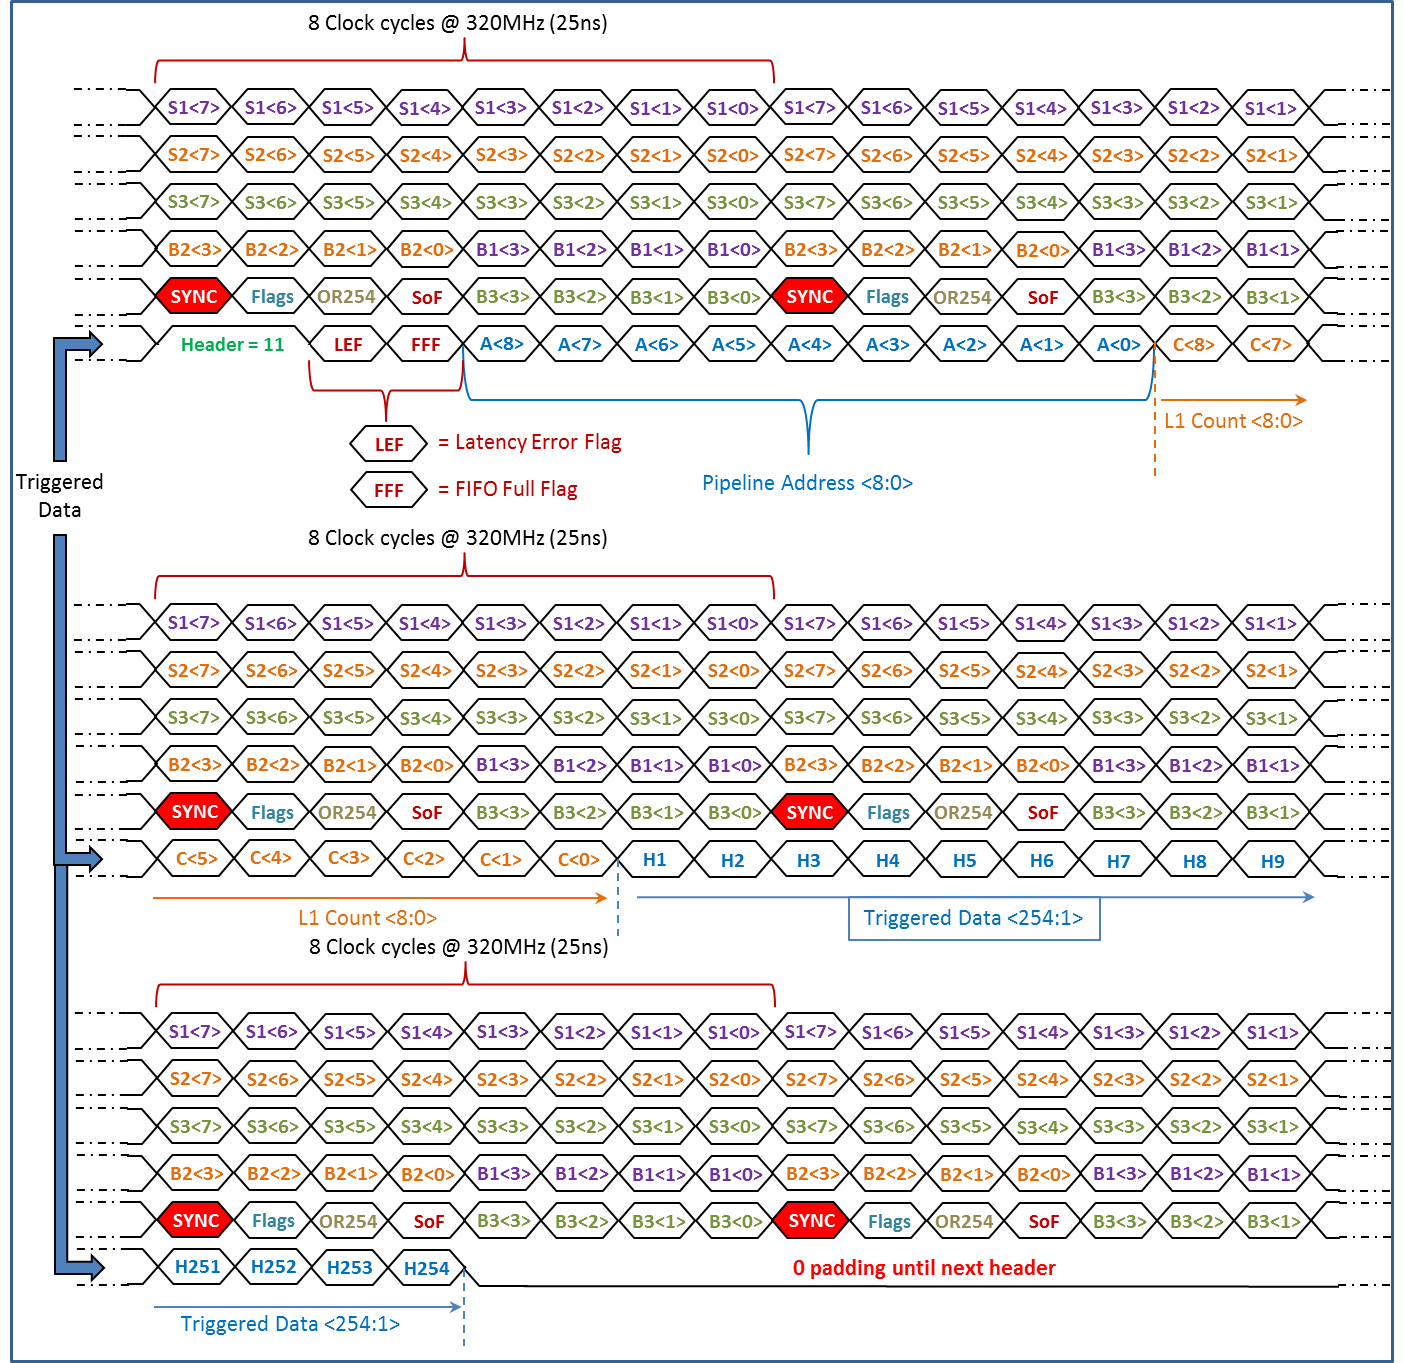 8 Clock cycles @ 320MHz (25ns)
S1<7> S1<6> S1<5> S1<4> S1<3> S1<2> S1<1> S1<0> S1<7> S1<6> S1<5> S1<4> S1<3> S1<2> S1<1>
S2<7> S2<6> S2<5> S2<4> S2<3> S2<2> S2<1> S2<0> S2<7> S2<6> S2<5> S2<4> S2<3> S2<2> S2<1>
S3<7> S3<6> S3<5> S3<4> S3<3> S3<2> S3<1> S3<0> S3<7> S3<6> S3<5> S3<4> S3<3> S3<2> S3<1>
B2<3> B2<2> B2<1> B2<0> B1<3> B1<2> B1<1> B1<0> B2<3> B2<2> B2<1> B2<0> B1<3> B1<2> B1<1>
SYNC Flags OR254 SoF B3<3> B3<2> B3<1> B3<0> SYNC Flags OR254 SoF B3<3> B3<2> B3<1>
Header = 11 LEF FFF A<8> A<7> A<6> A<5> A<4> A<3> A<2> A<1> A<0> C<8> C<7>
L1 Count <8:0>
LEF = Latency Error Flag
FFF = FIFO Full Flag
Pipeline Address <8:0>
Triggered
Data
8 Clock cycles @ 320MHz (25ns)
S1<7> S1<6> S1<5> S1<4> S1<3> S1<2> S1<1> S1<0> S1<7> S1<6> S1<5> S1<4> S1<3> S1<2> S1<1>
S2<7> S2<6> S2<5> S2<4> S2<3> S2<2> S2<1> S2<0> S2<7> S2<6> S2<5> S2<4> S2<3> S2<2> S2<1>
S3<7> S3<6> S3<5> S3<4> S3<3> S3<2> S3<1> S3<0> S3<7> S3<6> S3<5> S3<4> S3<3> S3<2> S3<1>
B2<3> B2<2> B2<1> B2<0> B1<3> B1<2> B1<1> B1<0> B2<3> B2<2> B2<1> B2<0> B1<3> B1<2> B1<1>
SYNC Flags OR254 SoF B3<3> B3<2> B3<1> B3<0> SYNC Flags OR254 SoF B3<3> B3<2> B3<1>
C<5> C<4> C<3> C<2> C<1> C<0> H1 H2 H3 H4 H5 H6 H7 H8 H9
L1 Count <8:0>
Triggered Data <254:1>
8 Clock cycles @ 320MHz (25ns)
S1<7> S1<6> S1<5> S1<4> S1<3> S1<2> S1<1> S1<0> S1<7> S1<6> S1<5> S1<4> S1<3> S1<2> S1<1>
S2<7> S2<6> S2<5> S2<4> S2<3> S2<2> S2<1> S2<0> S2<7> S2<6> S2<5> S2<4> S2<3> S2<2> S2<1>
S3<7> S3<6> S3<5> S3<4> S3<3> S3<2> S3<1> S3<0> S3<7> S3<6> S3<5> S3<4> S3<3> S3<2> S3<1>
B2<3> B2<2> B2<1> B2<0> B1<3> B1<2> B1<1> B1<0> B2<3> B2<2> B2<1> B2<0> B1<3> B1<2> B1<1>
SYNC Flags OR254 SoF B3<3> B3<2> B3<1> B3<0> SYNC Flags OR254 SoF B3<3> B3<2> B3<1>
H251 H252 H253 H254 0 padding until next header
Triggered Data <254:1>